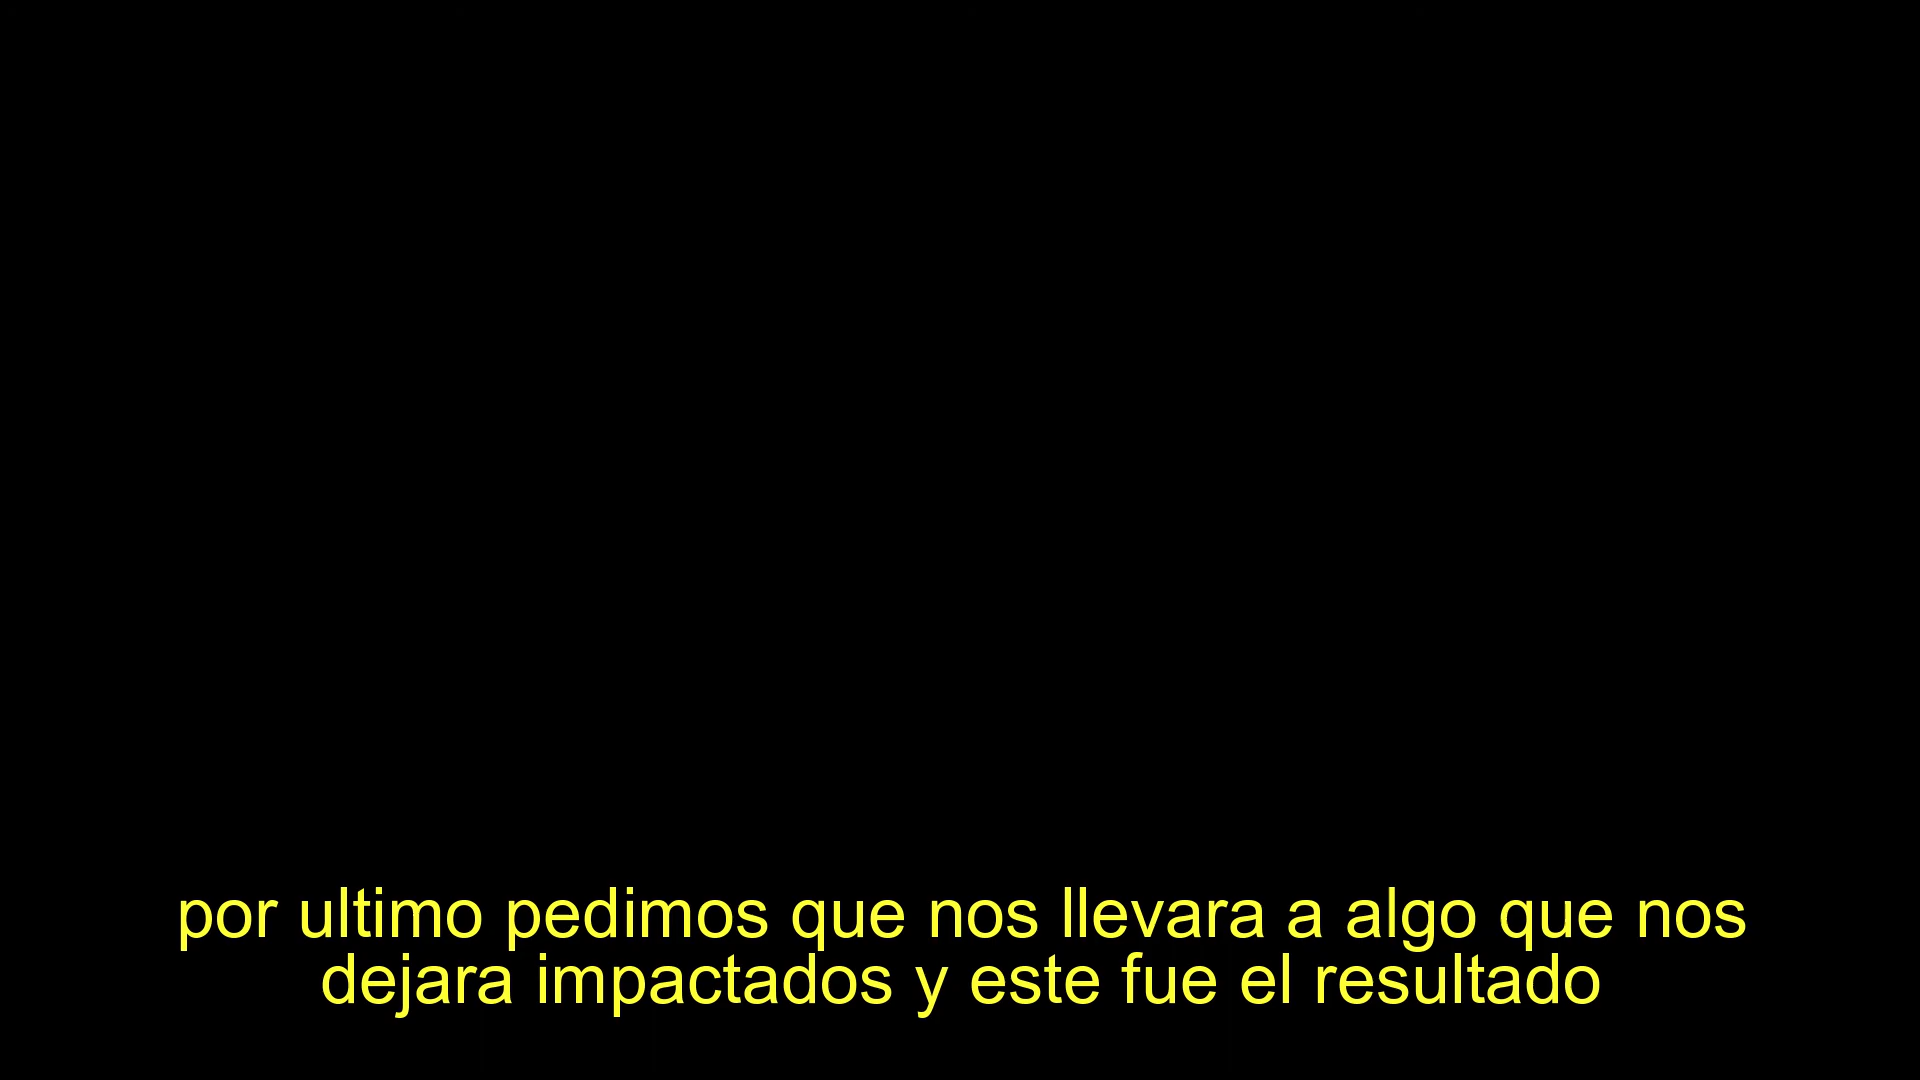 por ultimo pedimos que nos llevara a algo que nos
dejara impactados y este fue el resultado